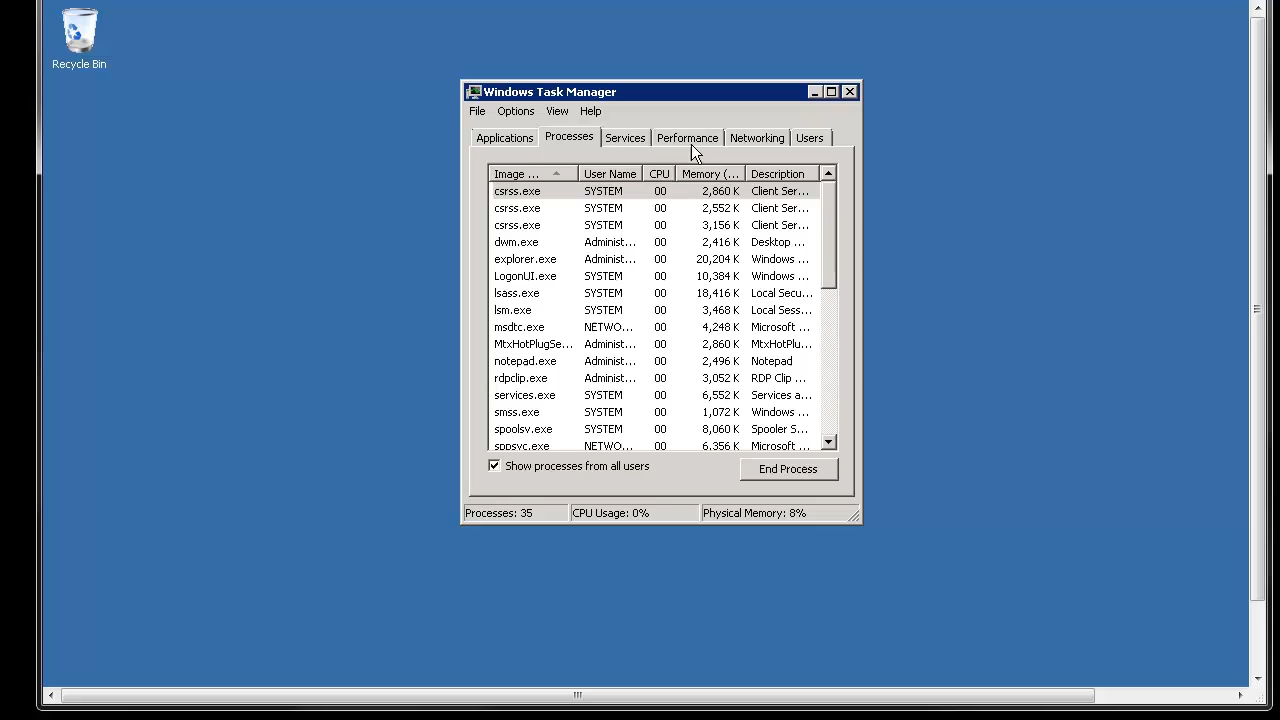 Recycle Bin
Windows Task Manager
File Options View Help
Applications Processes Services Performance Networking Users
Image ... User Name CPU Memory (... Description
csrss.exe SYSTEM 00 2,860 K Client Ser...
csrss.exe SYSTEM 00 2,552 K Client Ser...
csrss.exe SYSTEM 00 3,156 K Client Ser...
dwm.exe Administ... 00 2,416 K Desktop ...
explorer.exe Administ... 00 20,204 K Windows ...
LogonUI.exe SYSTEM 00 10,384 K Windows ...
lsass.exe SYSTEM 00 18,416 K Local Secu...
lsm.exe SYSTEM 00 3,468 K Local Sess...
msdtc.exe NETWO... 00 4,248 K Microsoft ...
MtxHotPlugSe... Administ... 00 2,860 K MtxHotPlu...
notepad.exe Administ... 00 2,496 K Notepad
rdpclip.exe Administ... 00 3,052 K RDP Clip ...
services.exe SYSTEM 00 6,552 K Services a...
smss.exe SYSTEM 00 1,072 K Windows ...
spoolsv.exe SYSTEM 00 8,060 K Spooler S...
sppsvc.exe NETWO... 00 6,356 K Microsoft ...
Show processes from all users End Process
Processes: 35 CPU Usage: 0% Physical Memory: 8%